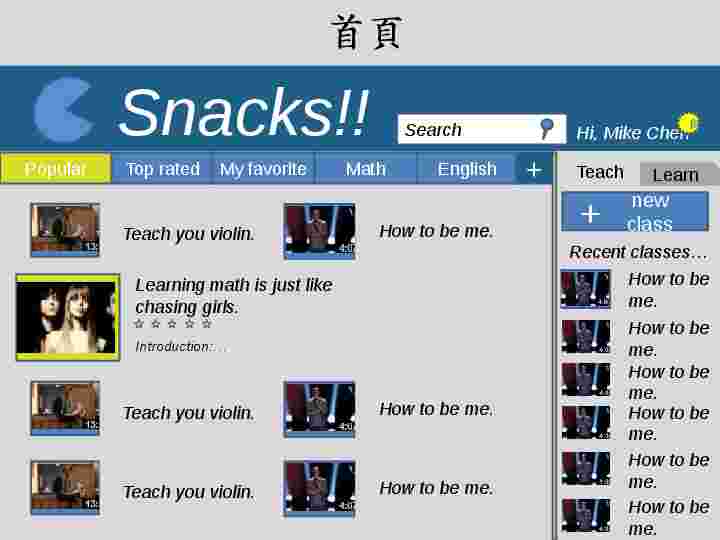 首頁
Snacks!!
Search
Hi, Mike Chen
Popular
Top rated
My favorite
Math
English
+
Teach
Learn
+ new class
Teach you violin.
How to be me.
Learning math is just like
chasing girls.
☆ ☆ ☆ ☆ ☆
Introduction:…
Teach you violin.
How to be me.
Teach you violin.
How to be me.
Recent classes…
How to be
me.
How to be
me.
How to be
me.
How to be
me.
How to be
me.
How to be
me.